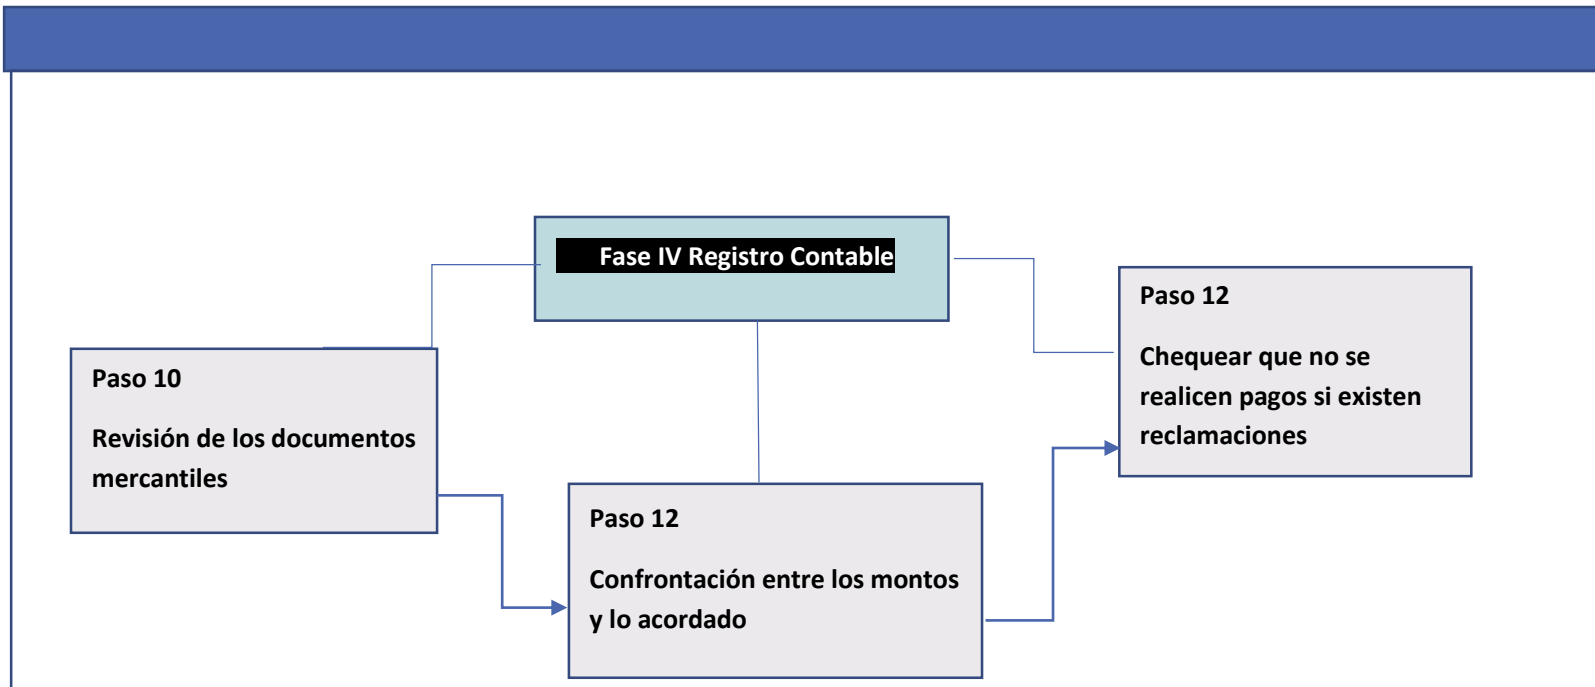 Fase IV Registro Contable
Paso 10
Revisión de los documentos
mercantiles
Paso 12
Confrontación entre los montos
y lo acordado
Paso 12
Chequear que no se
realicen pagos si existen
reclamaciones